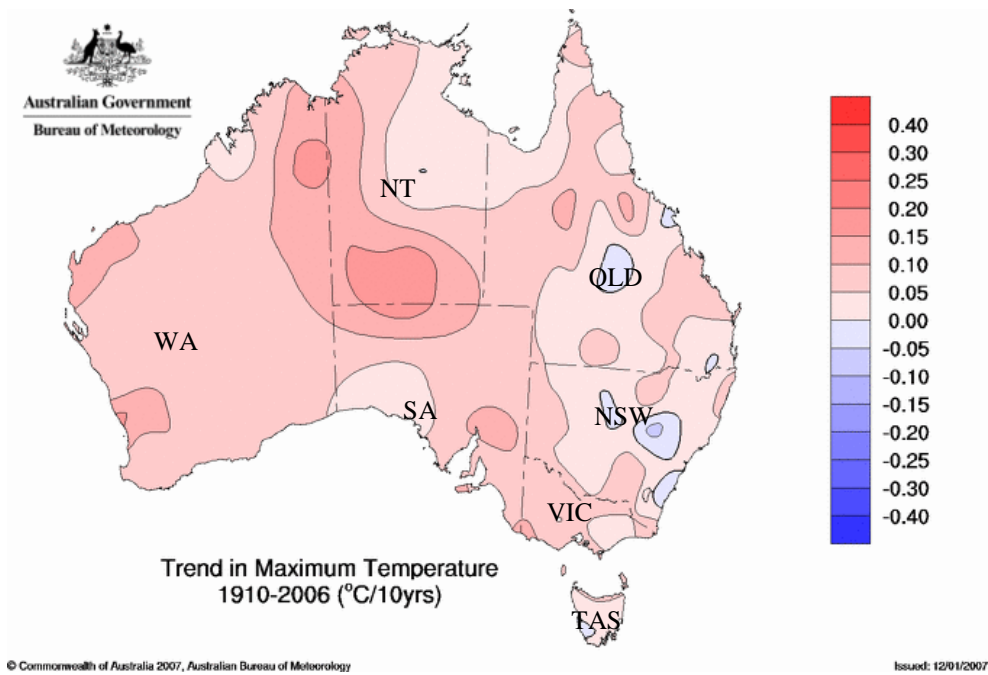 Australian Government
Bureau of Meteorology
NT
QLD
WA
SA
NSW
VIC
TAS
0.40
0.30
0.25
0.20
0.15
0.10
0.05
0.00
-0.05
-0.10
-0.15
-0.20
-0.25
-0.30
-0.40
Trend in Maximum Temperature
1910-2006 (°C/10yrs)
© Commonwealth of Australia 2007, Australian Bureau of Meteorology
Issued: 12/01/2007